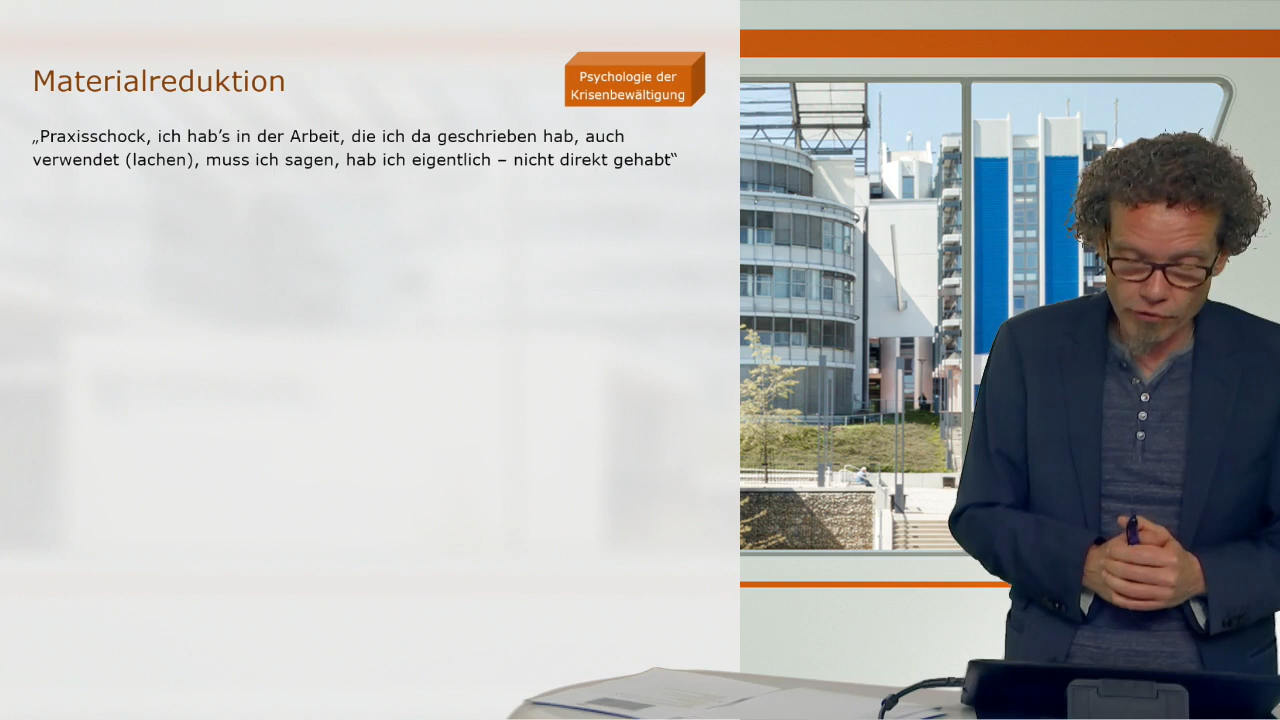 Materialreduktion
Psychologie der
Krisenbewältigung
„Praxisschock, ich hab’s in der Arbeit, die ich da geschrieben hab, auch
verwendet (lachen), muss ich sagen, hab ich eigentlich – nicht direkt gehabt“